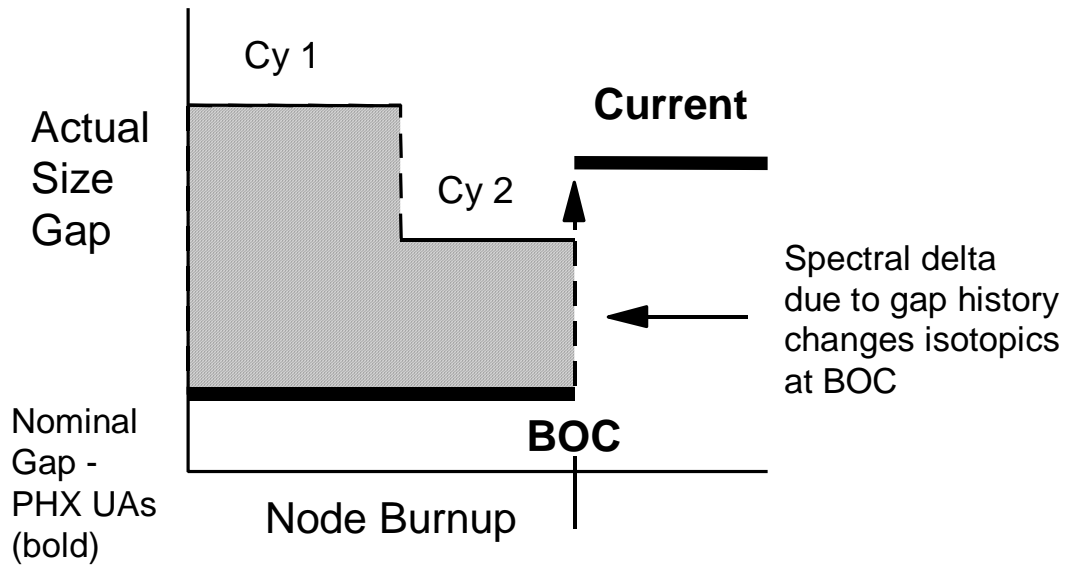 Cy 1
Current
Actual
Size
Gap
Cy 2
Spectral delta
due to gap history
changes isotopics
at BOC
Nominal
Gap -
PHX UAs
(bold)
BOC
Node Burnup